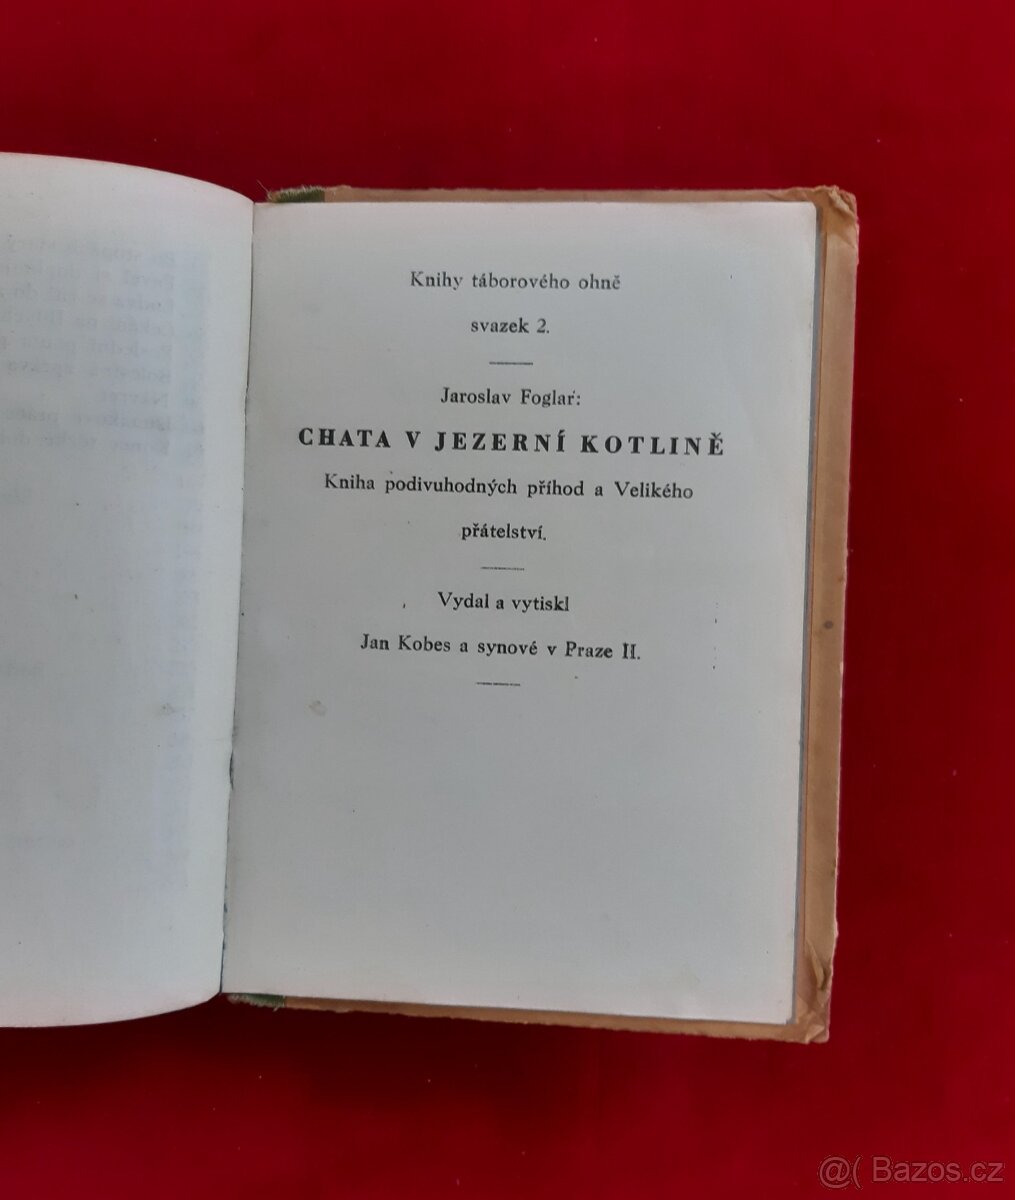 Knihy táborového ohně
svazek 2.
Jaroslav Foglar:
CHATA V JEZERNÍ KOTLINĚ
Kniha podivuhodných příhod a Velikého
přátelství.
Vydal a vytiskl
Jan Kobes a synové v Praze II.
@( Bazos.cz